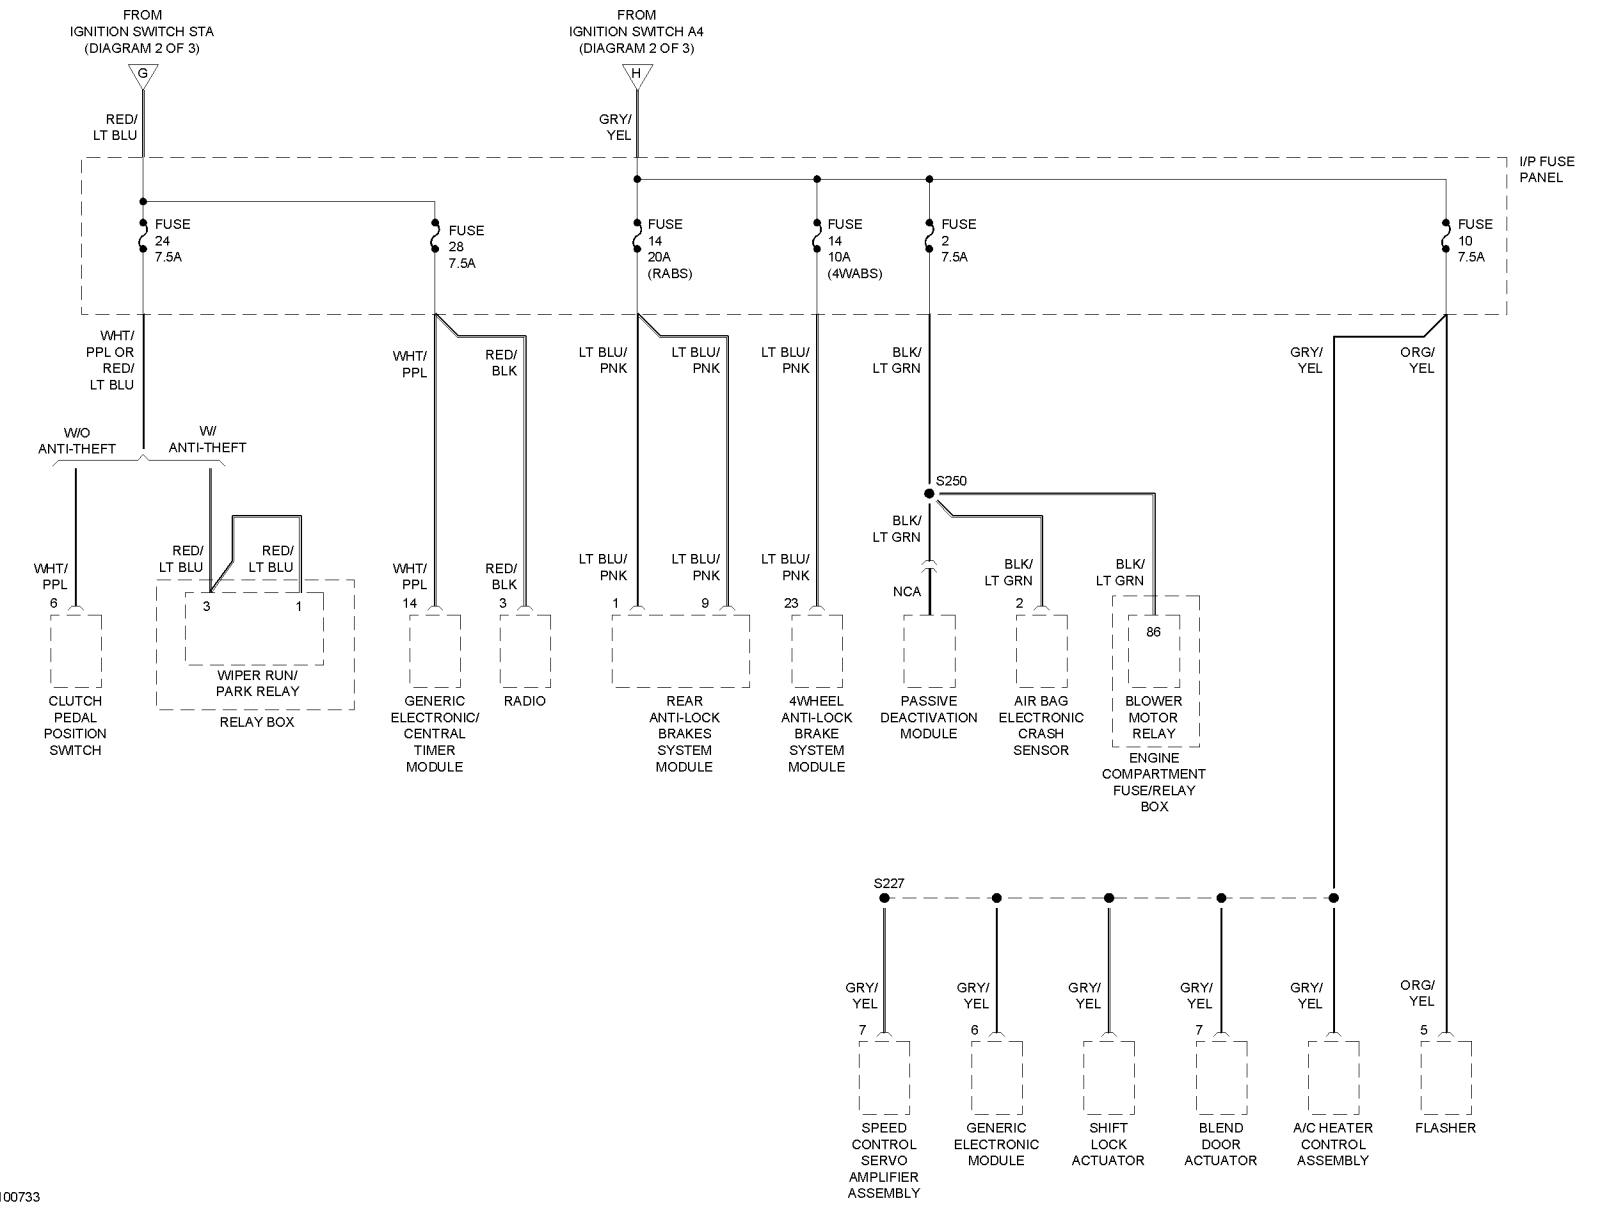 FROM
IGNITION SWITCH STA
(DIAGRAM 2 OF 3)
G
RED/
LT BLU
FROM
IGNITION SWITCH A4
(DIAGRAM 2 OF 3)
H
GRY/
YEL
I/P FUSE
PANEL
FUSE
24
7.5A
FUSE
28
7.5A
FUSE
14
20A
(RABS)
FUSE
14
10A
(4WABS)
FUSE
2
7.5A
FUSE
10
7.5A
WHT/
PPL OR
RED/
LT BLU
WHT/
PPL
RED/
BLK
LT BLU/
PNK
LT BLU/
PNK
LT BLU/
PNK
BLK/
LT GRN
GRY/
YEL
ORG/
YEL
W/O
ANTI-THEFT
W/
ANTI-THEFT
S250
BLK/
LT GRN
WHT/
PPL
6
RED/
LT BLU
3
RED/
LT BLU
1
WHT/
PPL
14
RED/
BLK
3
LT BLU/
PNK
1
LT BLU/
PNK
9
LT BLU/
PNK
23
NCA
BLK/
LT GRN
2
BLK/
LT GRN
86
CLUTCH
PEDAL
POSITION
SWITCH
WIPER RUN/
PARK RELAY
RELAY BOX
GENERIC
ELECTRONIC/
CENTRAL
TIMER
MODULE
RADIO
REAR
ANTI-LOCK
BRAKES
SYSTEM
MODULE
4WHEEL
ANTI-LOCK
BRAKE
SYSTEM
MODULE
PASSIVE
DEACTIVATION
MODULE
AIR BAG
ELECTRONIC
CRASH
SENSOR
BLOWER
MOTOR
RELAY
ENGINE
COMPARTMENT
FUSE/RELAY
BOX
S227
GRY/
YEL
7
GRY/
YEL
6
GRY/
YEL
GRY/
YEL
7
GRY/
YEL
ORG/
YEL
5
SPEED
CONTROL
SERVO
AMPLIFIER
ASSEMBLY
GENERIC
ELECTRONIC
MODULE
SHIFT
LOCK
ACTUATOR
BLEND
DOOR
ACTUATOR
A/C HEATER
CONTROL
ASSEMBLY
FLASHER
100733